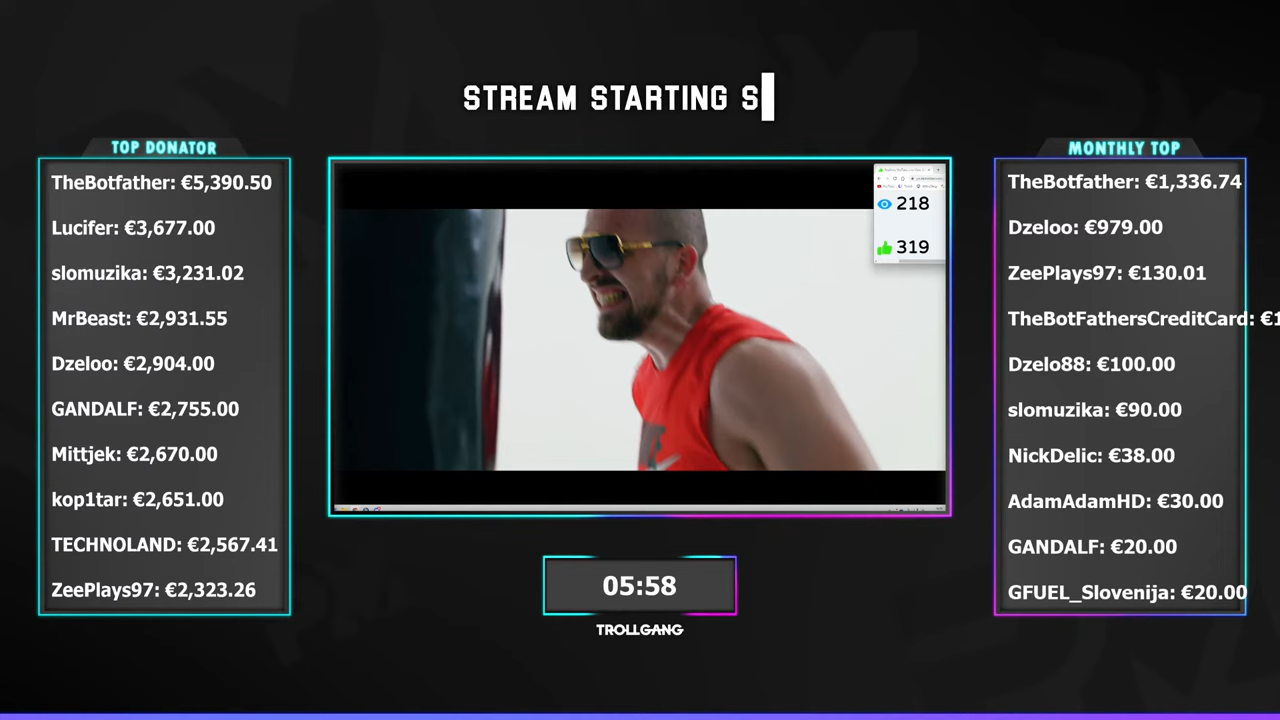 STREAM STARTING S
TOP DONATOR
TheBotfather: €5,390.50
Lucifer: €3,677.00
slomuzika: €3,231.02
MrBeast: €2,931.55
Dzeloo: €2,904.00
GANDALF: €2,755.00
Mittjek: €2,670.00
kop1tar: €2,651.00
TECHNOLAND: €2,567.41
ZeePlays97: €2,323.26
218
319
05:58
TROLLGANG
MONTHLY TOP
TheBotfather: €1,336.74
Dzeloo: €979.00
ZeePlays97: €130.01
TheBotFathersCreditCard: €1
Dzelo88: €100.00
slomuzika: €90.00
NickDelic: €38.00
AdamAdamHD: €30.00
GANDALF: €20.00
GFUEL_Slovenija: €20.00